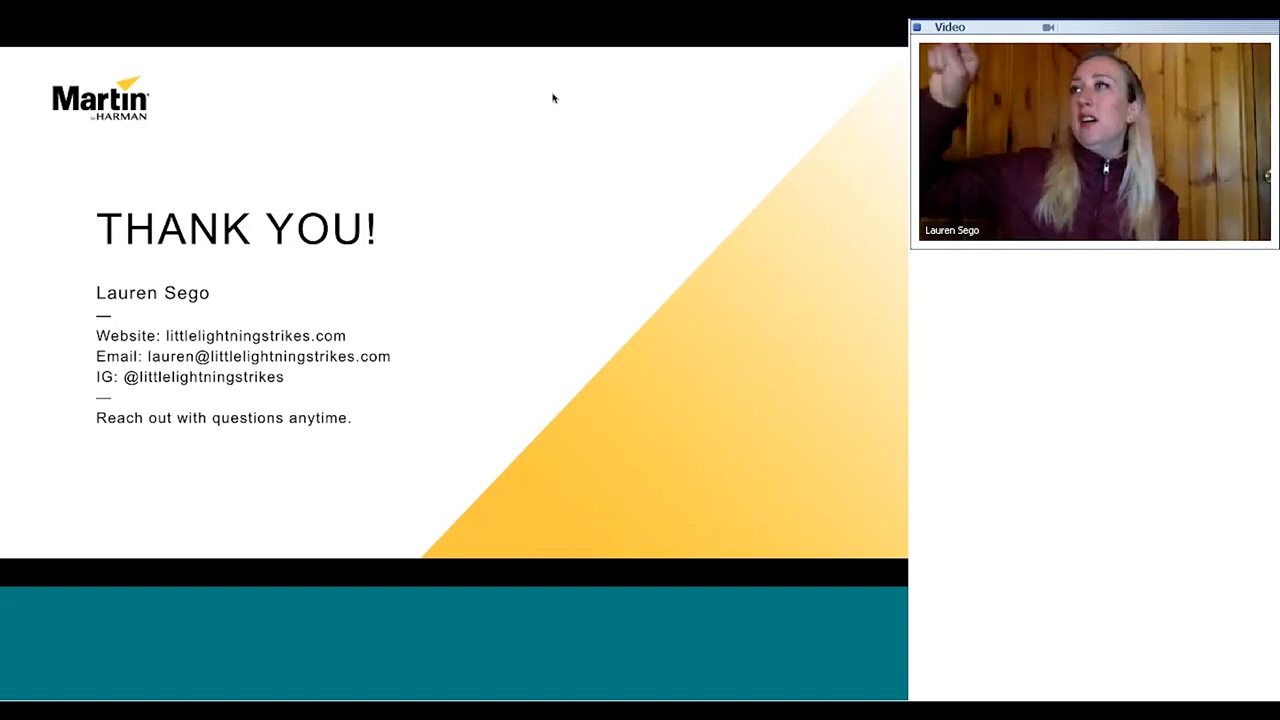 Martin
by HARMAN
THANK YOU!
Lauren Sego
—
Website: littlelightningstrikes.com
Email: lauren@littlelightningstrikes.com
IG: @littlelightningstrikes
—
Reach out with questions anytime.
Video
Lauren Sego